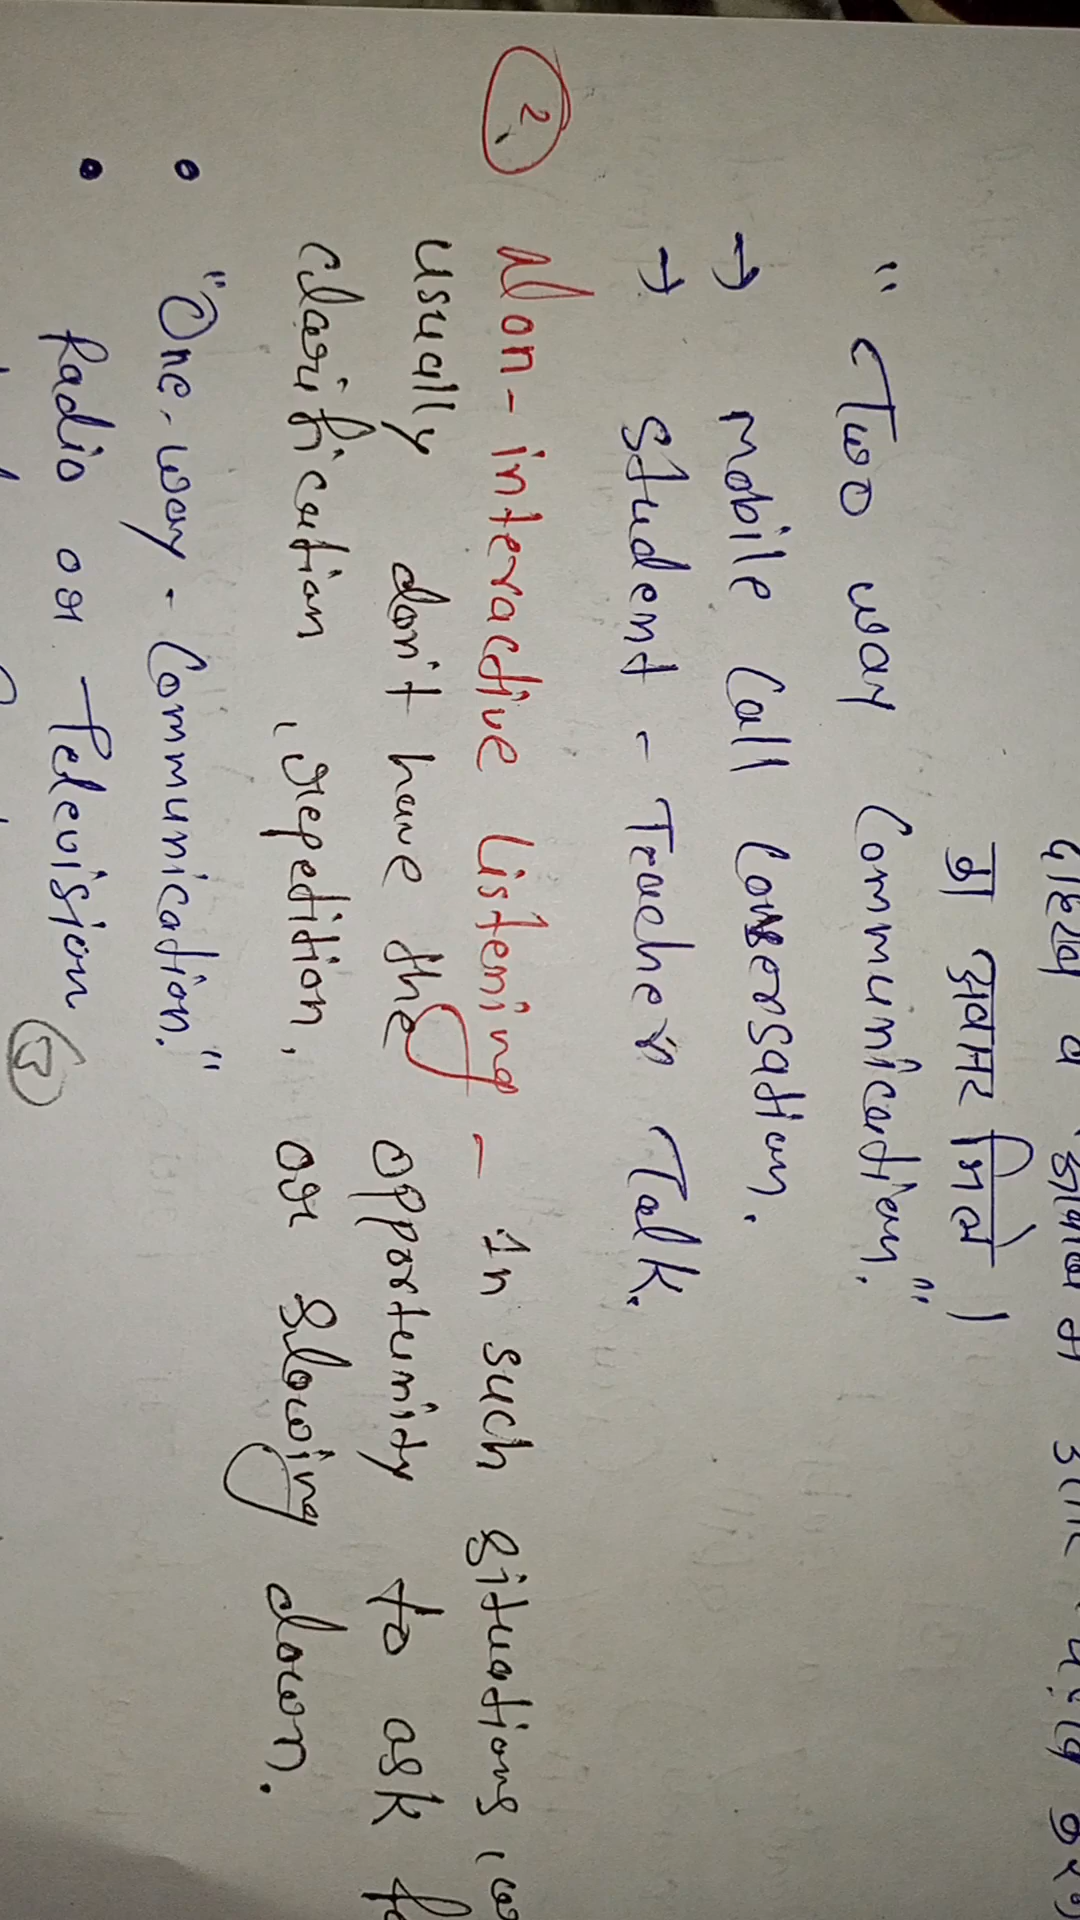 का अवसर मिले )
" Two way Communication."
→ Mobile Call Conversation.
→ Student - Teacher Talk.
2. Non-interactive Listening - In such situations,
usually don't have the opportunity to ask
clarification, repetition, or slowing down.
• "One-way - Communication."
• Radio or Television